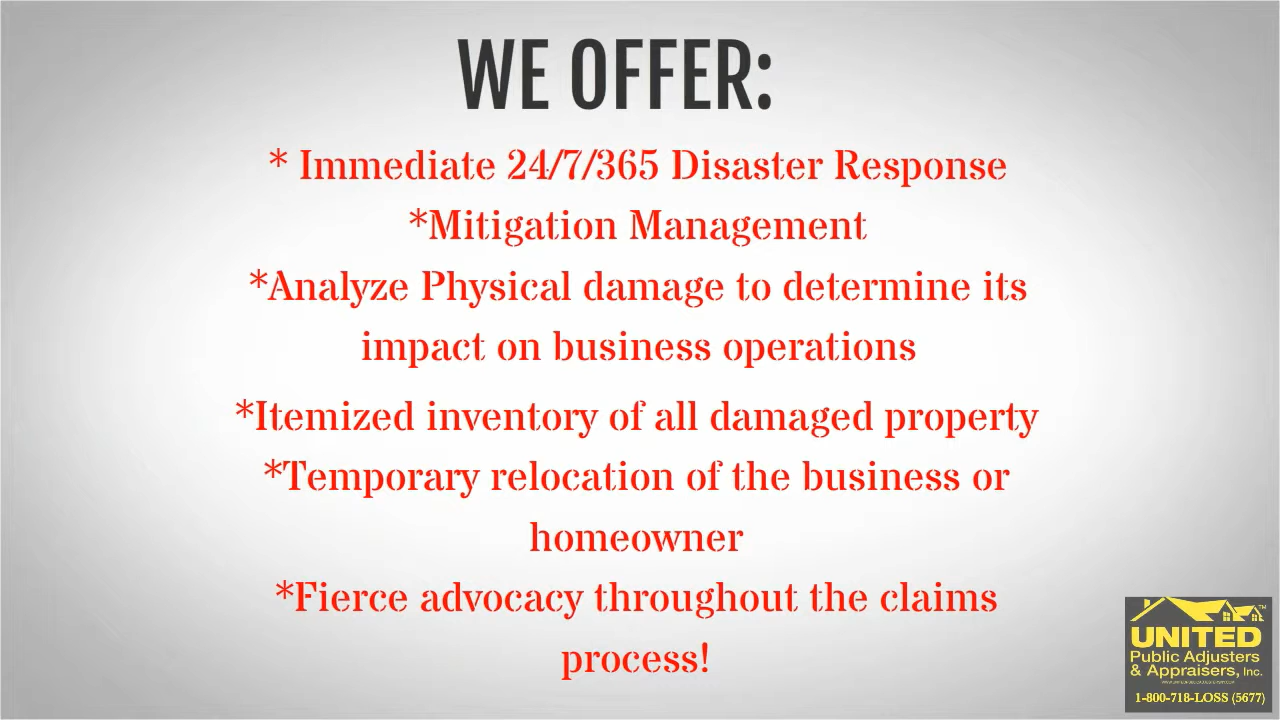 WE OFFER:
* Immediate 24/7/365 Disaster Response
*Mitigation Management
*Analyze Physical damage to determine its
impact on business operations
*Itemized inventory of all damaged property
*Temporary relocation of the business or
homeowner
*Fierce advocacy throughout the claims
process!
UNITED
Public Adjusters
& Appraisers, Inc.
1-800-718-LOSS (5677)